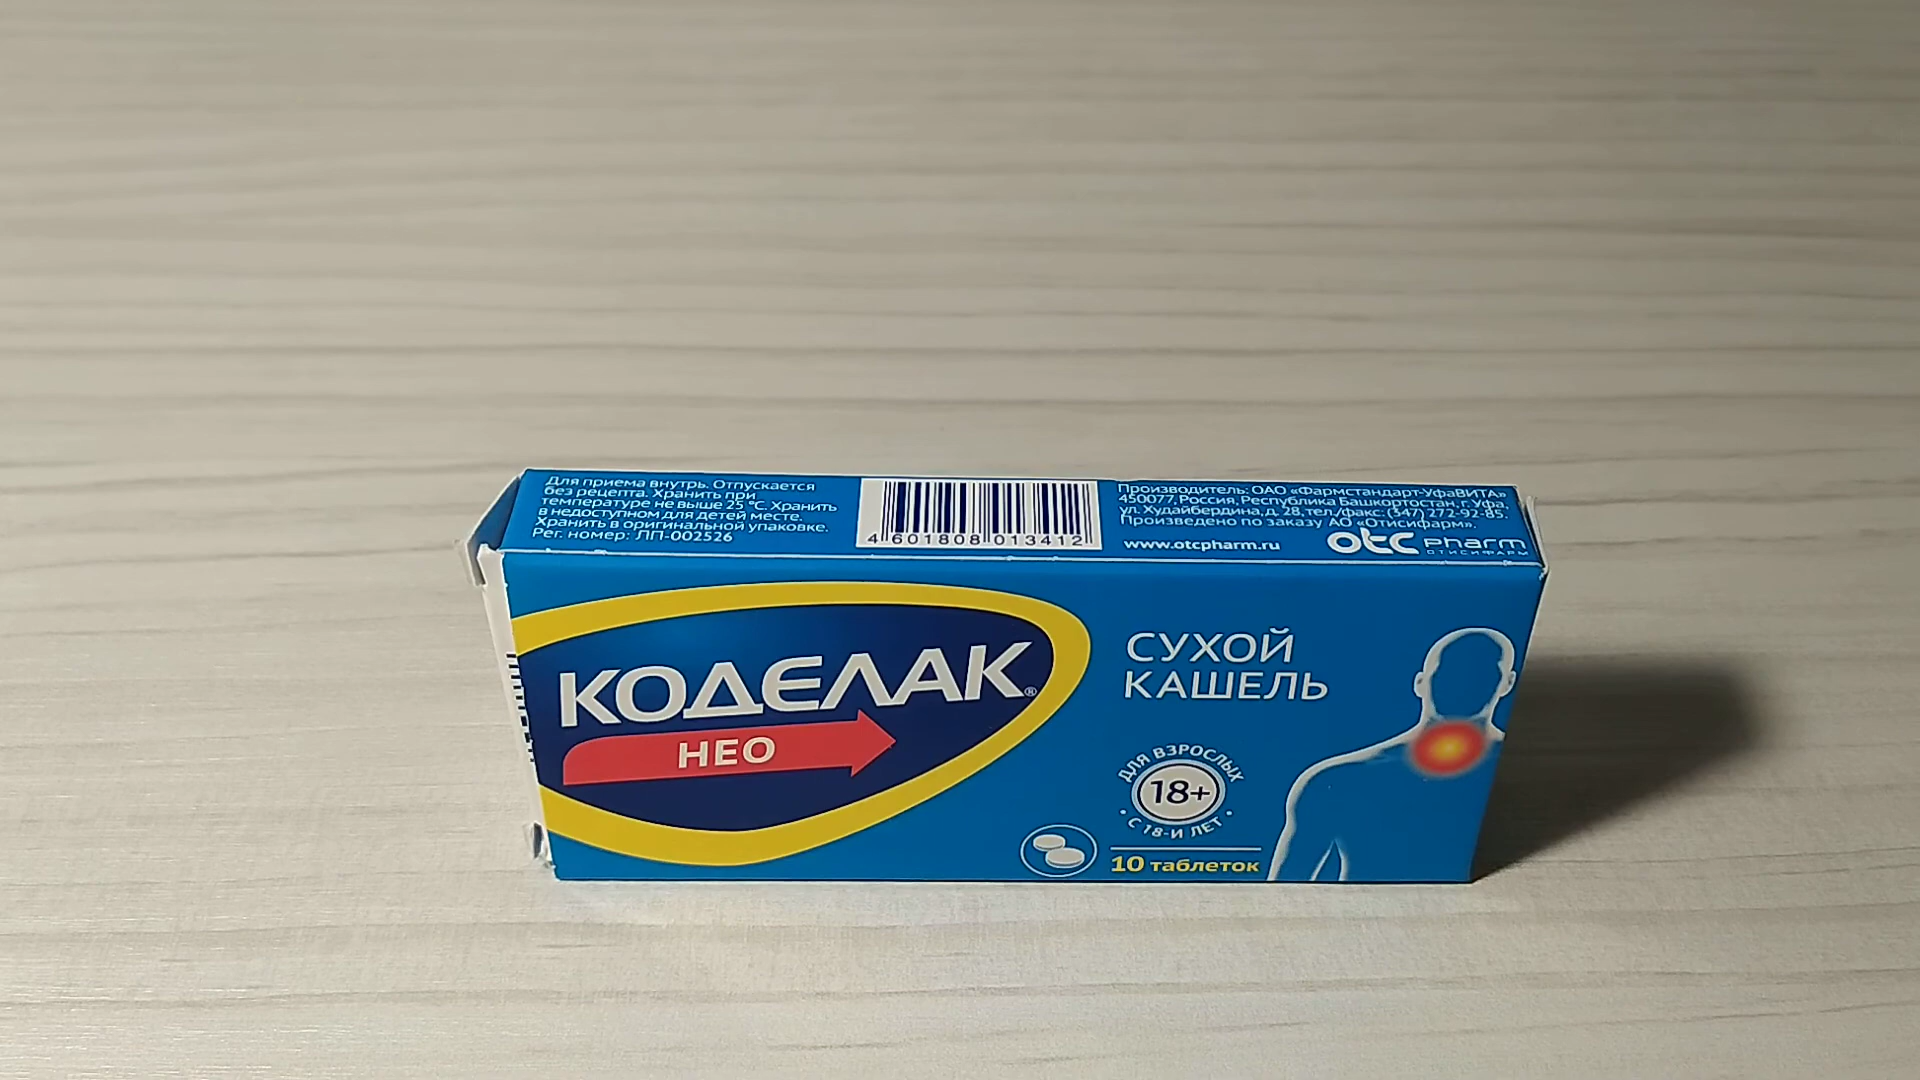 Для приема внутрь. Отпускается
без рецепта. Хранить при
температуре не выше 25 °С. Хранить
в недоступном для детей месте.
Хранить в оригинальной упаковке.
Рег. номер: ЛП-002526
4 601808 013412
Производитель: ОАО «Фармстандарт-УфаВИТА»
450077, Россия, Республика Башкортостан, г. Уфа,
ул. Худайбердина, д. 28, тел./факс: (347) 272-92-85.
Произведено по заказу АО «Отисифарм».
www.otcpharm.ru
otc pharm
ОТИСИФАРМ
КОДЕЛАК®
НЕО
СУХОЙ
КАШЕЛЬ
ДЛЯ ВЗРОСЛЫХ
18+
• С 18-И ЛЕТ •
10 таблеток